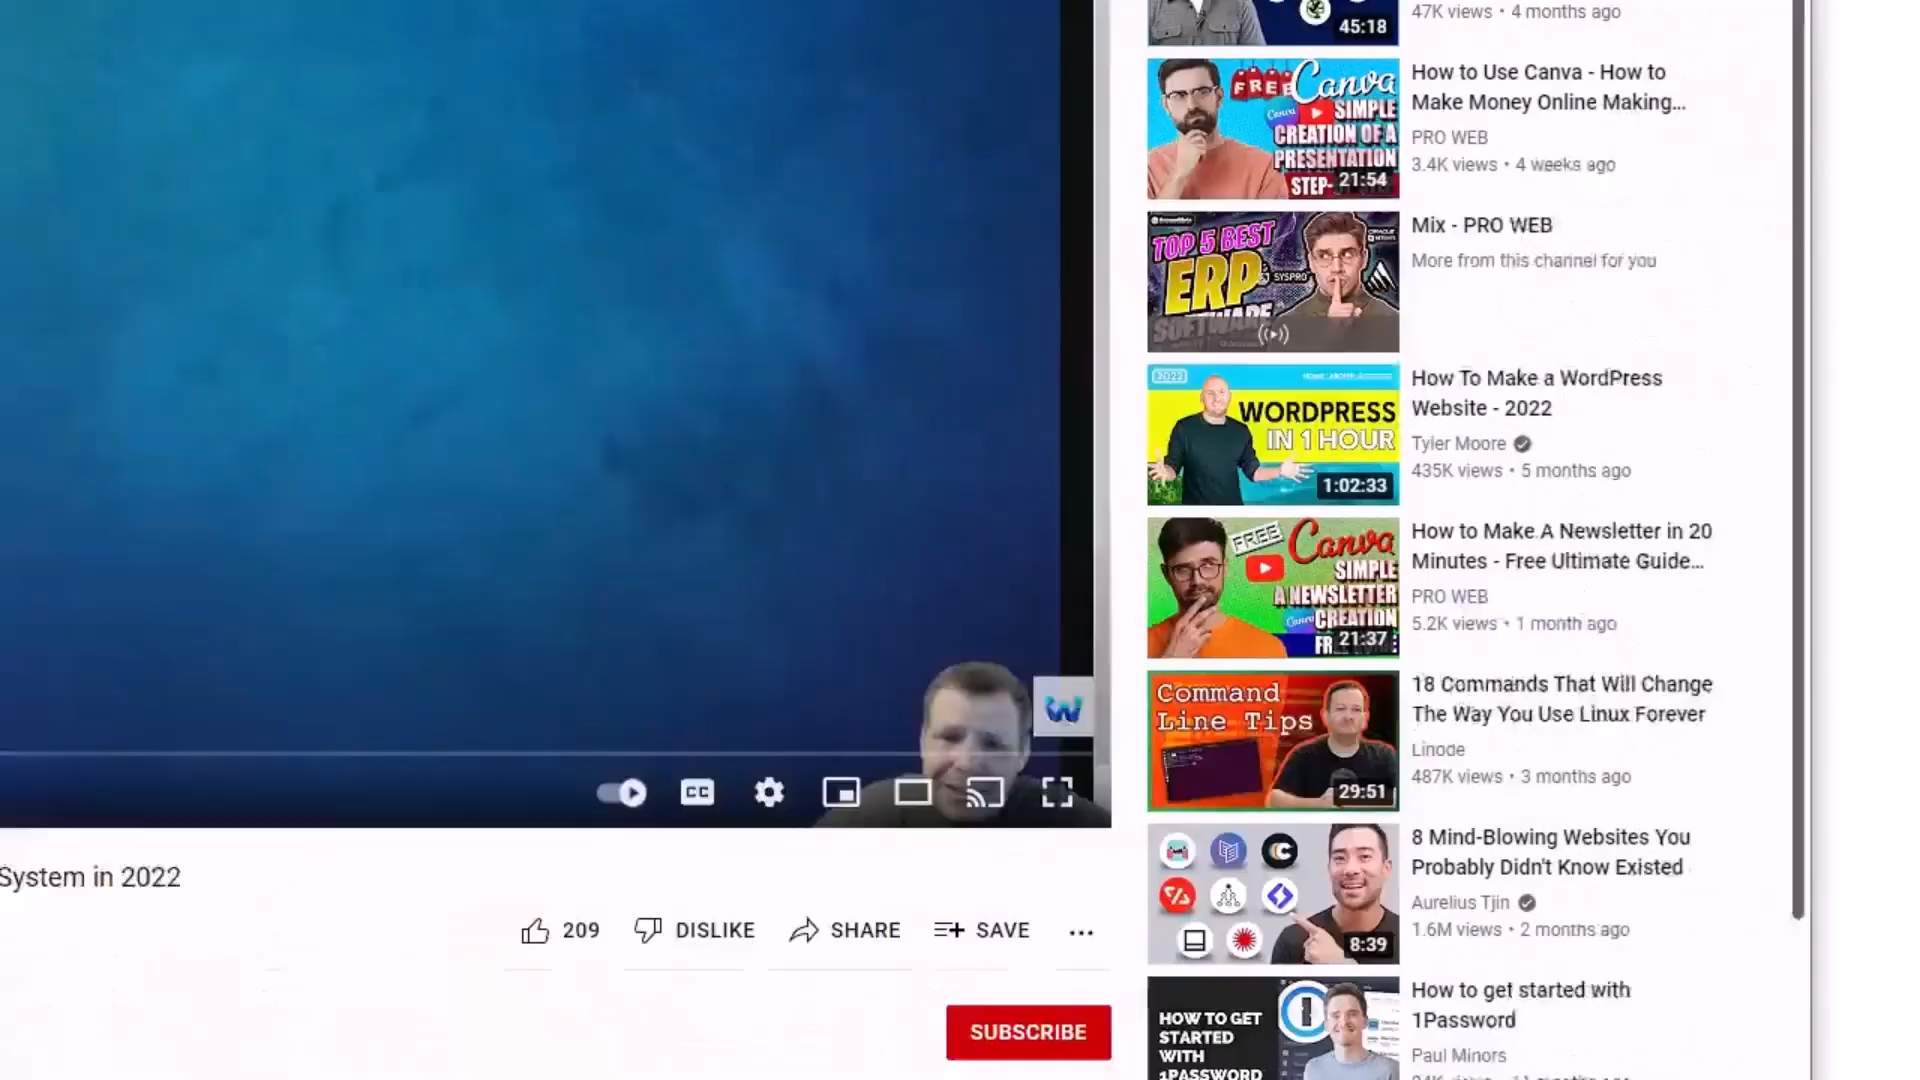 45:18
47K views • 4 months ago
FREE Canva
Canva SIMPLE
CREATION OF A
PRESENTATION
STEP-
21:54
How to Use Canva - How to
Make Money Online Making...
PRO WEB
3.4K views • 4 weeks ago
TOP 5 BEST
ERP
SYSPRO
SOFTWARE
Mix - PRO WEB
More from this channel for you
2022
WORDPRESS
IN 1 HOUR
1:02:33
How To Make a WordPress
Website - 2022
Tyler Moore
435K views • 5 months ago
FREE Canva
SIMPLE
A NEWSLETTER
Canva CREATION
21:37
How to Make A Newsletter in 20
Minutes - Free Ultimate Guide...
PRO WEB
5.2K views • 1 month ago
Command
Line Tips
29:51
18 Commands That Will Change
The Way You Use Linux Forever
Linode
487K views • 3 months ago
8:39
8 Mind-Blowing Websites You
Probably Didn't Know Existed
Aurelius Tjin
1.6M views • 2 months ago
HOW TO GET
STARTED
WITH
1PASSWORD
How to get started with
1Password
Paul Minors
CC
W
System in 2022
209 DISLIKE SHARE SAVE ...
SUBSCRIBE